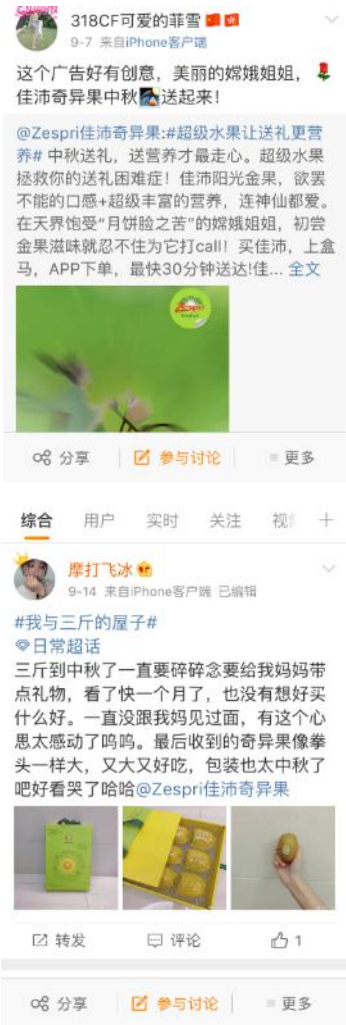 318CF可爱的菲雪
9-7 来自iPhone客户端
这个广告好有创意，美丽的嫦娥姐姐，
佳沛奇异果中秋送起来！
@Zespri佳沛奇异果:#超级水果让送礼更营
养# 中秋送礼，送营养才最走心。超级水果
拯救你的送礼困难症！佳沛阳光金果，欲罢
不能的口感+超级丰富的营养，连神仙都爱。
在天界饱受“月饼脸之苦”的嫦娥姐姐，初尝
金果滋味就忍不住为它打call！买佳沛，上盒
马，APP下单，最快30分钟送达!佳... 全文
分享 参与讨论 更多
综合 用户 实时 关注 视 +
摩打飞冰
9-14 来自iPhone客户端 已编辑
#我与三斤的屋子#
日常超话
三斤到中秋了一直要碎碎念要给我妈妈带
点礼物，看了快一个月了，也没有想好买
什么好。一直没跟我妈见过面，有这个心
思太感动了呜呜。最后收到的奇异果像拳
头一样大，又大又好吃，包装也太中秋了
吧好看哭了哈哈@Zespri佳沛奇异果
转发 评论 1
分享 参与讨论 更多